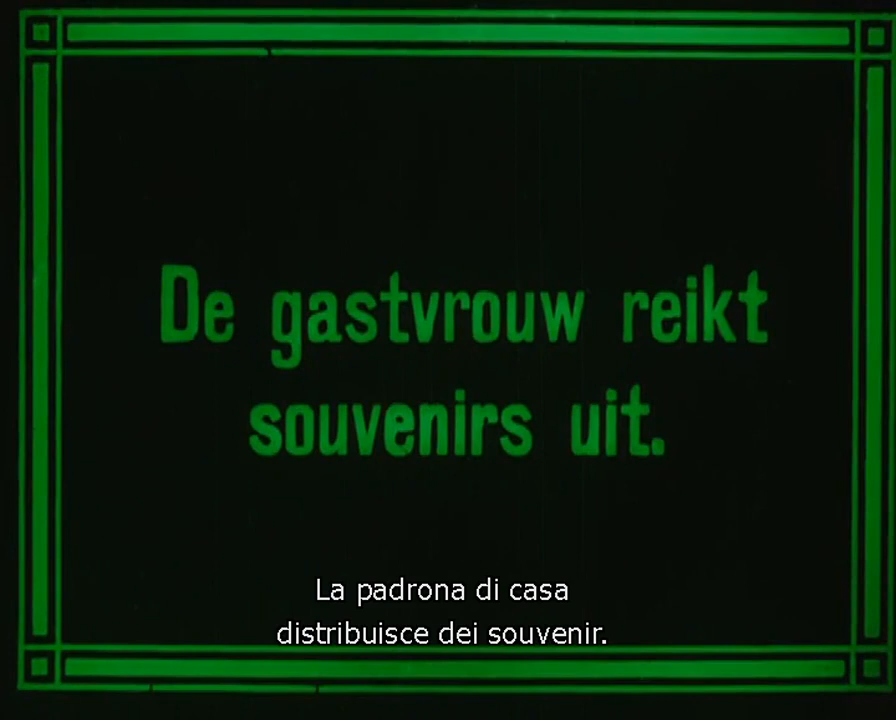 De gastvrouw reikt
souvenirs uit.
La padrona di casa
distribuisce dei souvenir.